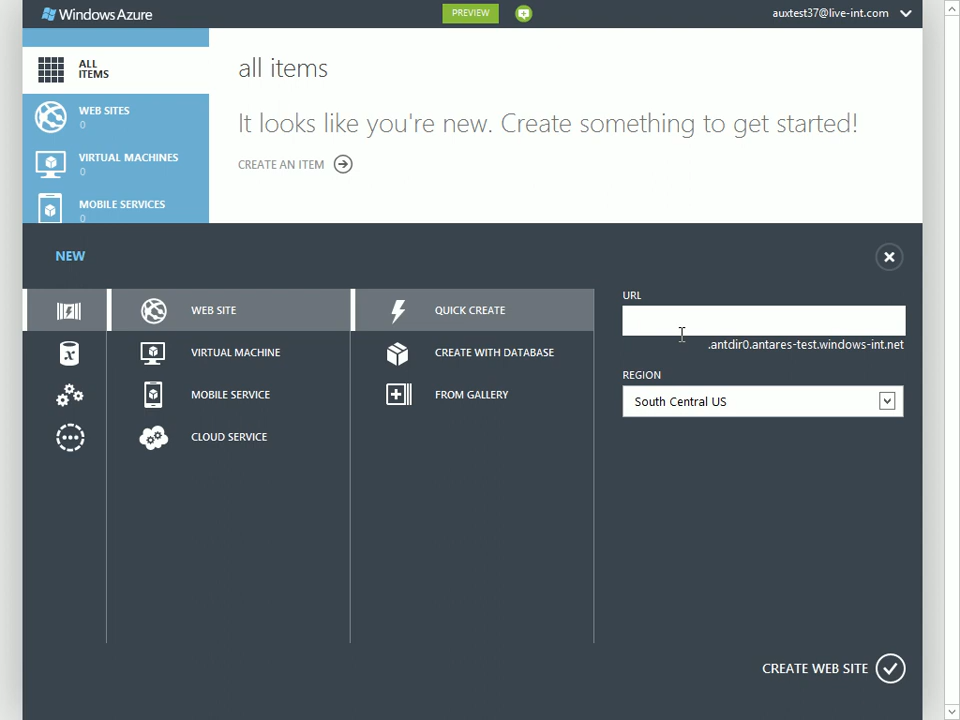 Windows Azure
PREVIEW
auxtest37@live-int.com
ALL
ITEMS
WEB SITES
0
VIRTUAL MACHINES
0
MOBILE SERVICES
0
all items
It looks like you're new. Create something to get started!
CREATE AN ITEM
NEW
WEB SITE
VIRTUAL MACHINE
MOBILE SERVICE
CLOUD SERVICE
QUICK CREATE
CREATE WITH DATABASE
FROM GALLERY
URL
.antdir0.antares-test.windows-int.net
REGION
South Central US
CREATE WEB SITE